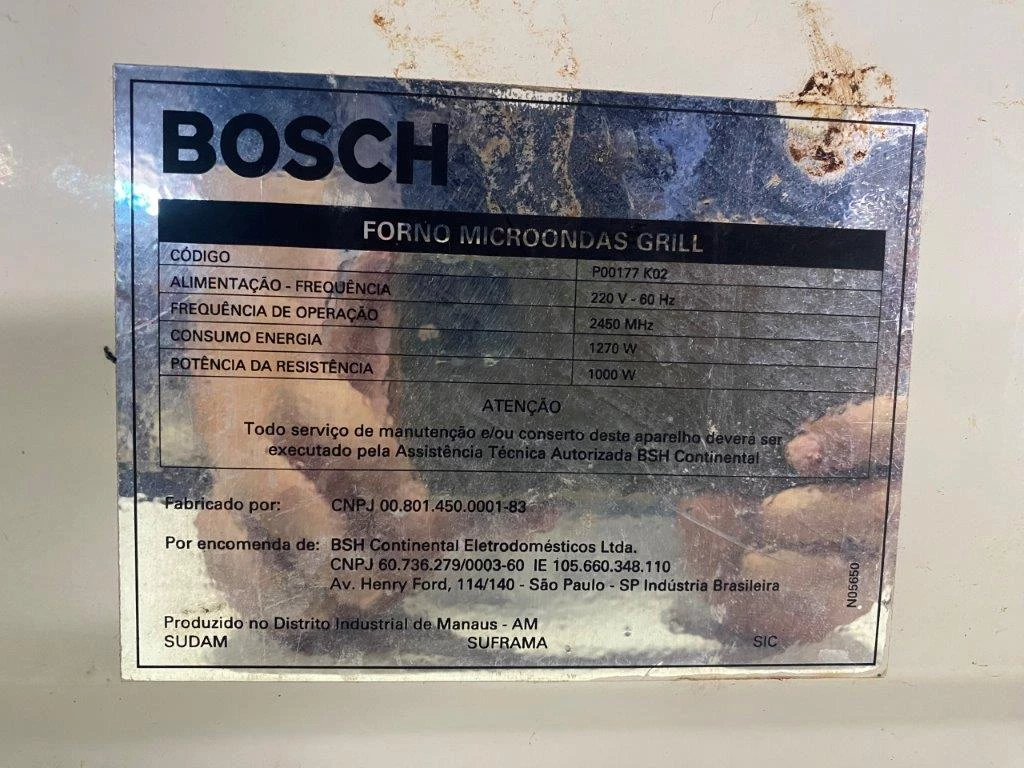 BOSCH
FORNO MICROONDAS GRILL
CÓDIGO P00177 K02
ALIMENTAÇÃO - FREQUÊNCIA 220 V - 60 Hz
FREQUÊNCIA DE OPERAÇÃO 2450 MHz
CONSUMO ENERGIA 1270 W
POTÊNCIA DA RESISTÊNCIA 1000 W
ATENÇÃO
Todo serviço de manutenção e/ou conserto deste aparelho deverá ser
executado pela Assistência Técnica Autorizada BSH Continental
Fabricado por: CNPJ 00.801.450.0001-83
Por encomenda de: BSH Continental Eletrodomésticos Ltda.
CNPJ 60.736.279/0003-60 IE 105.660.348.110
Av. Henry Ford, 114/140 - São Paulo - SP Indústria Brasileira
N05650
Produzido no Distrito Industrial de Manaus - AM
SUDAM SUFRAMA SIC